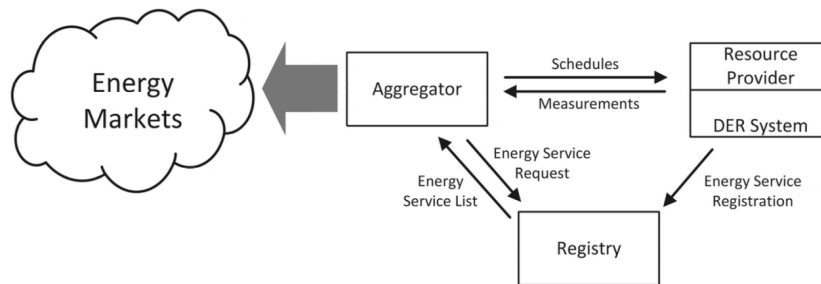 Energy
Markets
Aggregator
Schedules
Measurements
Resource
Provider
DER System
Energy Service
Request
Energy
Service List
Energy Service
Registration
Registry